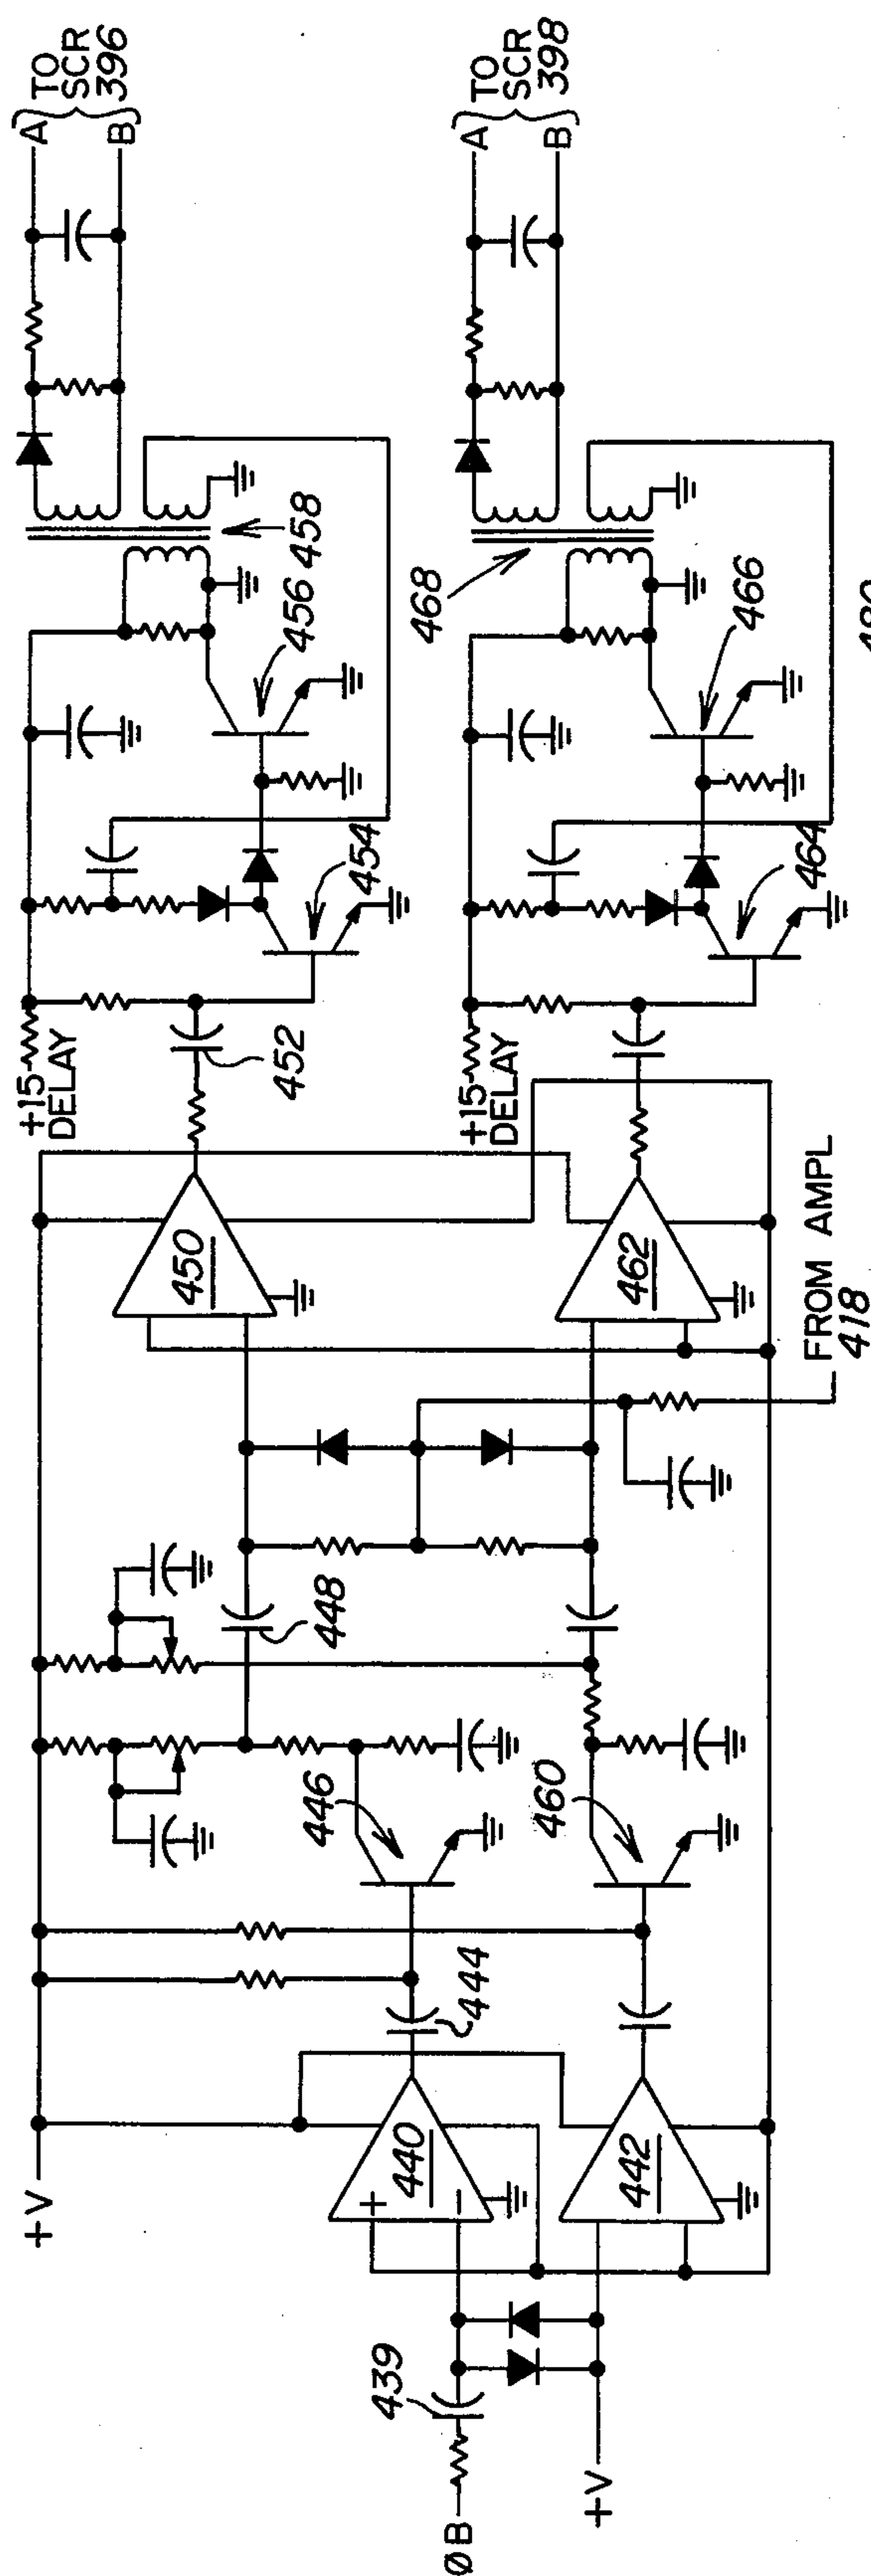 +V
ØB
439
+V
440
+
−
442
444
446
460
448
450
462
FROM AMPL
418
+15
DELAY
452
454
456
458
A
B
TO
SCR
396
+15
DELAY
464
466
468
A
B
TO
SCR
398